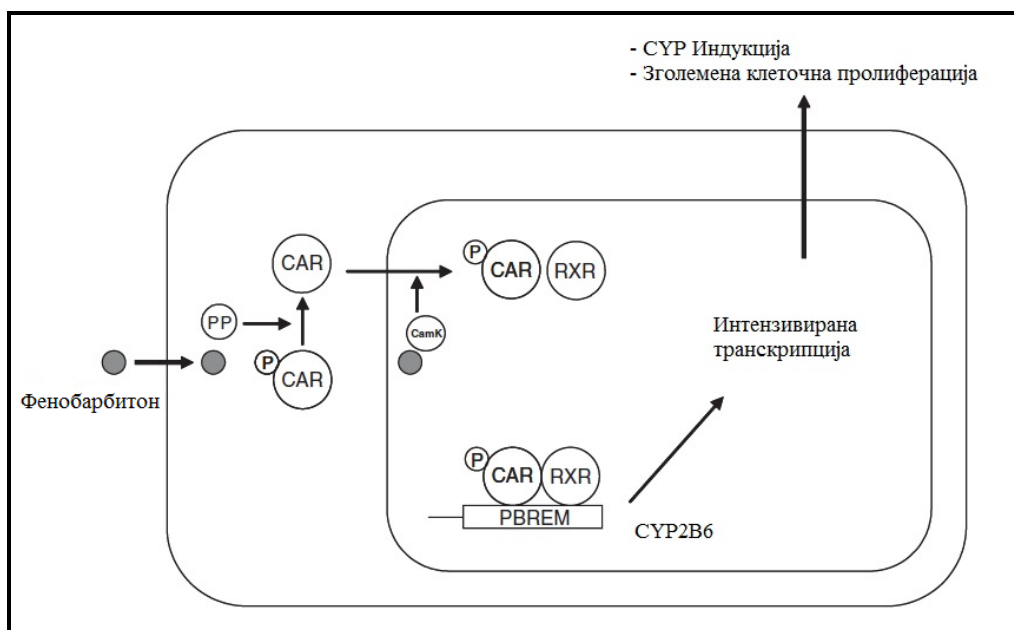 - CYP Индукција
- Зголемена клеточна пролиферација
CAR
P
CAR
RXR
PP
CamK
P
CAR
Фенобарбитон
Интензивирана
транскрипција
P
CAR
RXR
PBREM
CYP2B6